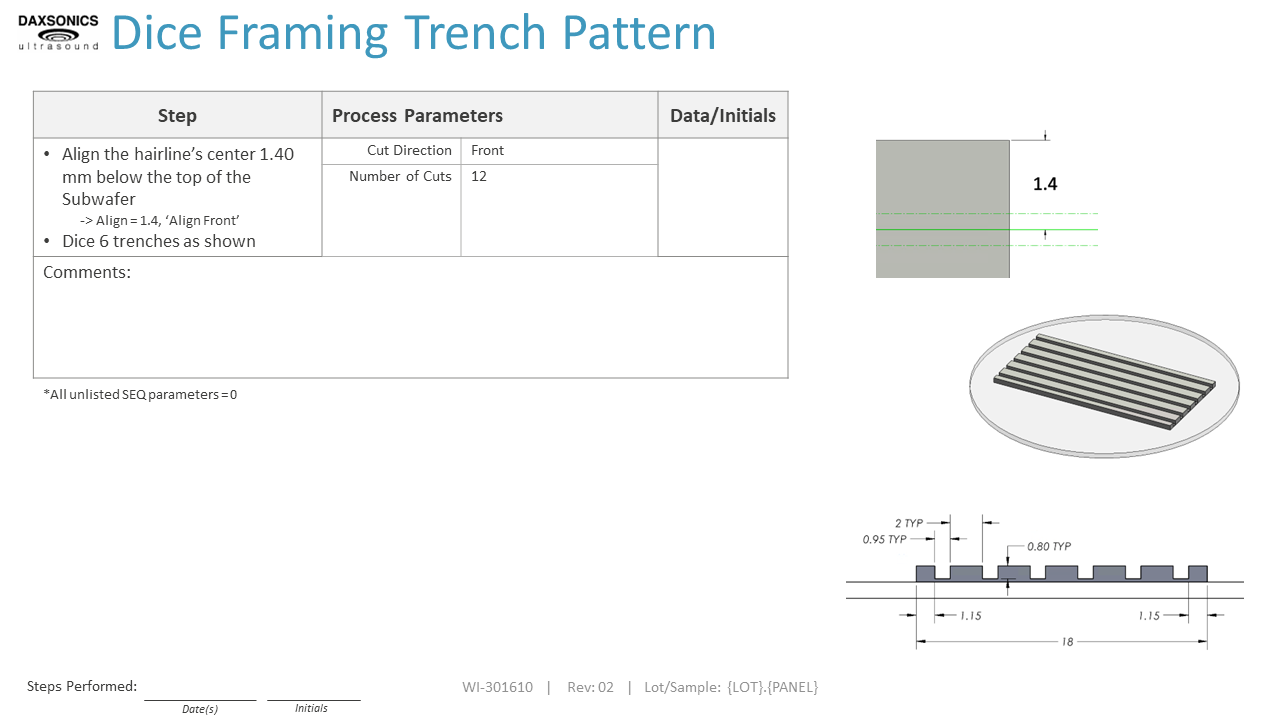 DAXSONICS
ultrasound
Dice Framing Trench Pattern
Step
Process Parameters
Data/Initials
• Align the hairline’s center 1.40
mm below the top of the
Subwafer
-> Align = 1.4, ‘Align Front’
• Dice 6 trenches as shown
Cut Direction
Front
Number of Cuts
12
Comments:
*All unlisted SEQ parameters = 0
1.4
2 TYP
0.95 TYP
0.80 TYP
1.15
1.15
18
Steps Performed:
Date(s)
Initials
WI-301610 | Rev: 02 | Lot/Sample: {LOT}.{PANEL}